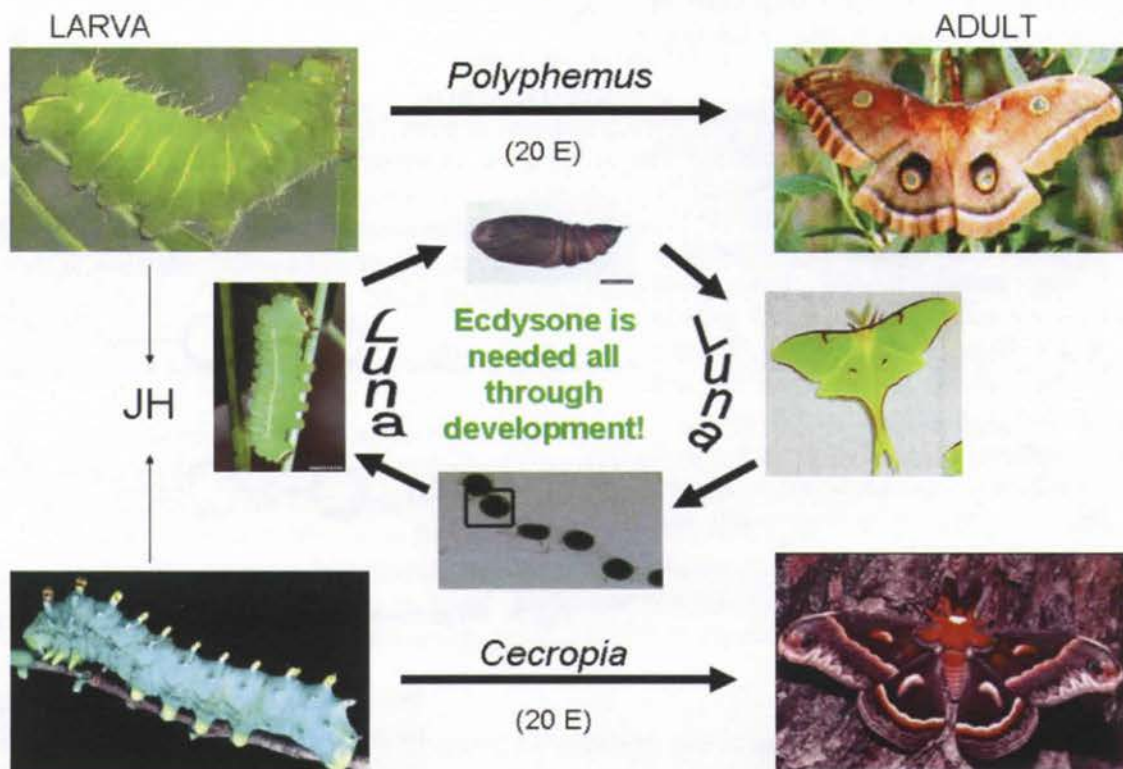 LARVA
ADULT
Polyphemus
(20 E)
Luna
Ecdysone is
needed all
through
development!
Luna
JH
Cecropia
(20 E)